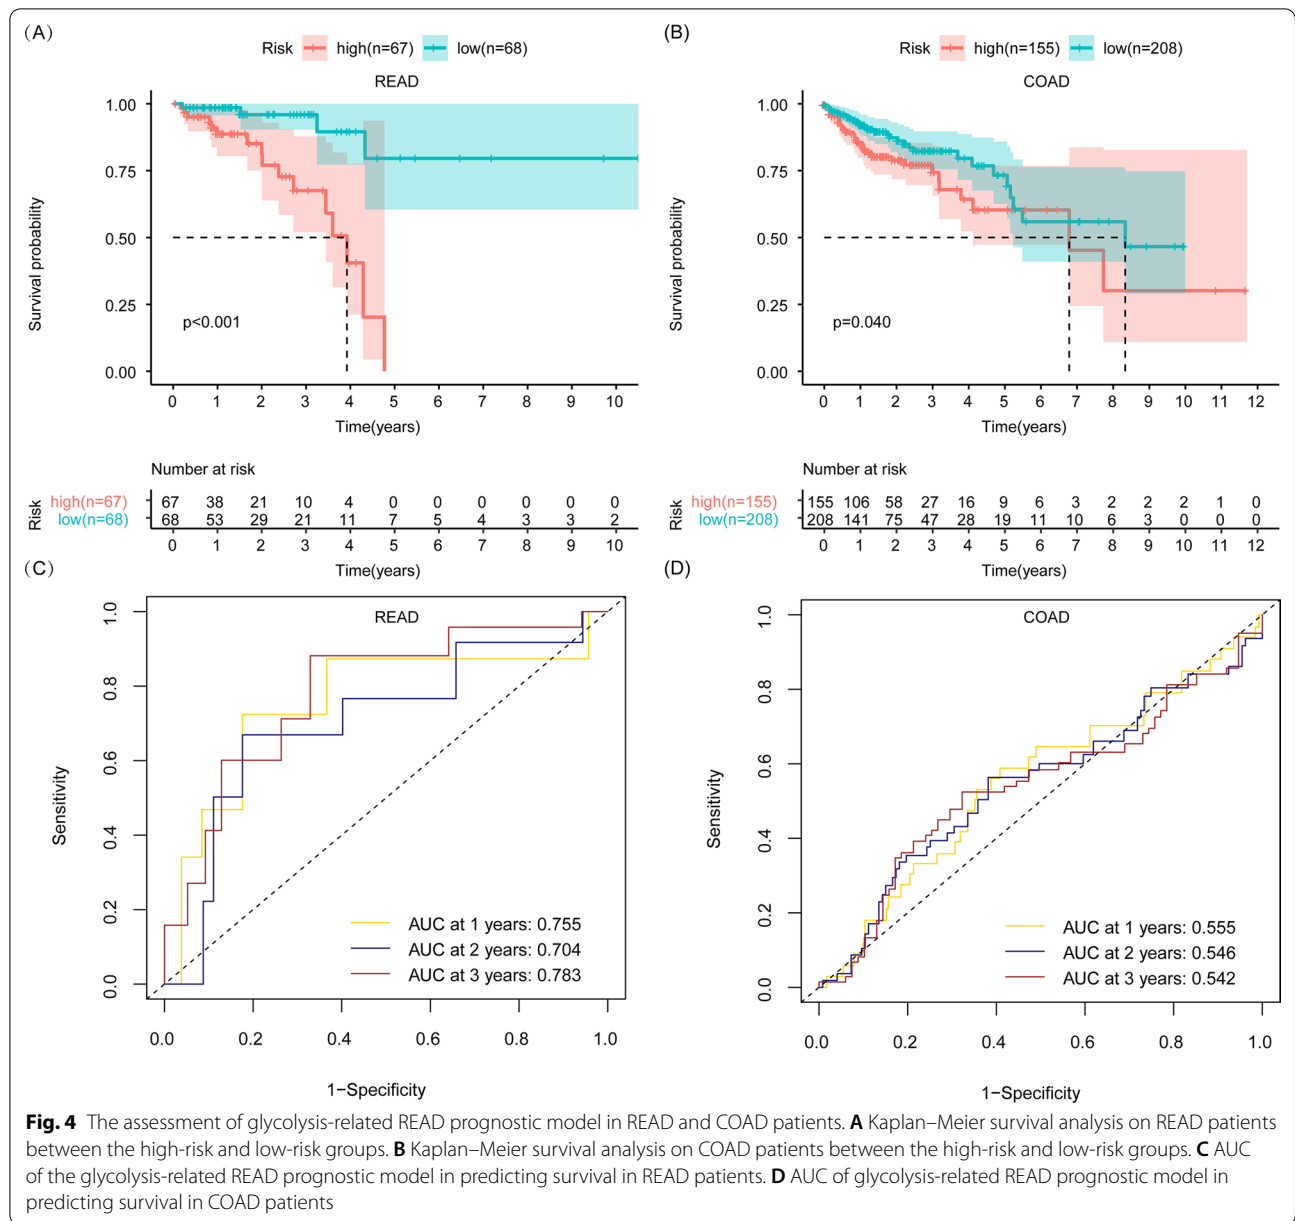 (A)
Risk high(n=67) low(n=68)
READ
1.00
0.75
0.50
0.25
0.00
Survival probability
p<0.001
0 1 2 3 4 5 6 7 8 9 10
Time(years)
Number at risk
Risk
high(n=67) 67 38 21 10 4 0 0 0 0 0 0
low(n=68) 68 53 29 21 11 7 5 4 3 3 2
0 1 2 3 4 5 6 7 8 9 10
Time(years)
(B)
Risk high(n=155) low(n=208)
COAD
1.00
0.75
0.50
0.25
0.00
Survival probability
p=0.040
0 1 2 3 4 5 6 7 8 9 10 11 12
Time(years)
Number at risk
Risk
high(n=155) 155 106 58 27 16 9 6 3 2 2 2 1 0
low(n=208) 208 141 75 47 28 19 11 10 6 3 0 0 0
0 1 2 3 4 5 6 7 8 9 10 11 12
Time(years)
(C)
READ
1.0
0.8
0.6
0.4
0.2
0.0
Sensitivity
AUC at 1 years: 0.755
AUC at 2 years: 0.704
AUC at 3 years: 0.783
0.0 0.2 0.4 0.6 0.8 1.0
1−Specificity
(D)
COAD
1.0
0.8
0.6
0.4
0.2
0.0
Sensitivity
AUC at 1 years: 0.555
AUC at 2 years: 0.546
AUC at 3 years: 0.542
0.0 0.2 0.4 0.6 0.8 1.0
1−Specificity
Fig. 4 The assessment of glycolysis-related READ prognostic model in READ and COAD patients. A Kaplan–Meier survival analysis on READ patients
between the high-risk and low-risk groups. B Kaplan–Meier survival analysis on COAD patients between the high-risk and low-risk groups. C AUC
of the glycolysis-related READ prognostic model in predicting survival in READ patients. D AUC of glycolysis-related READ prognostic model in
predicting survival in COAD patients